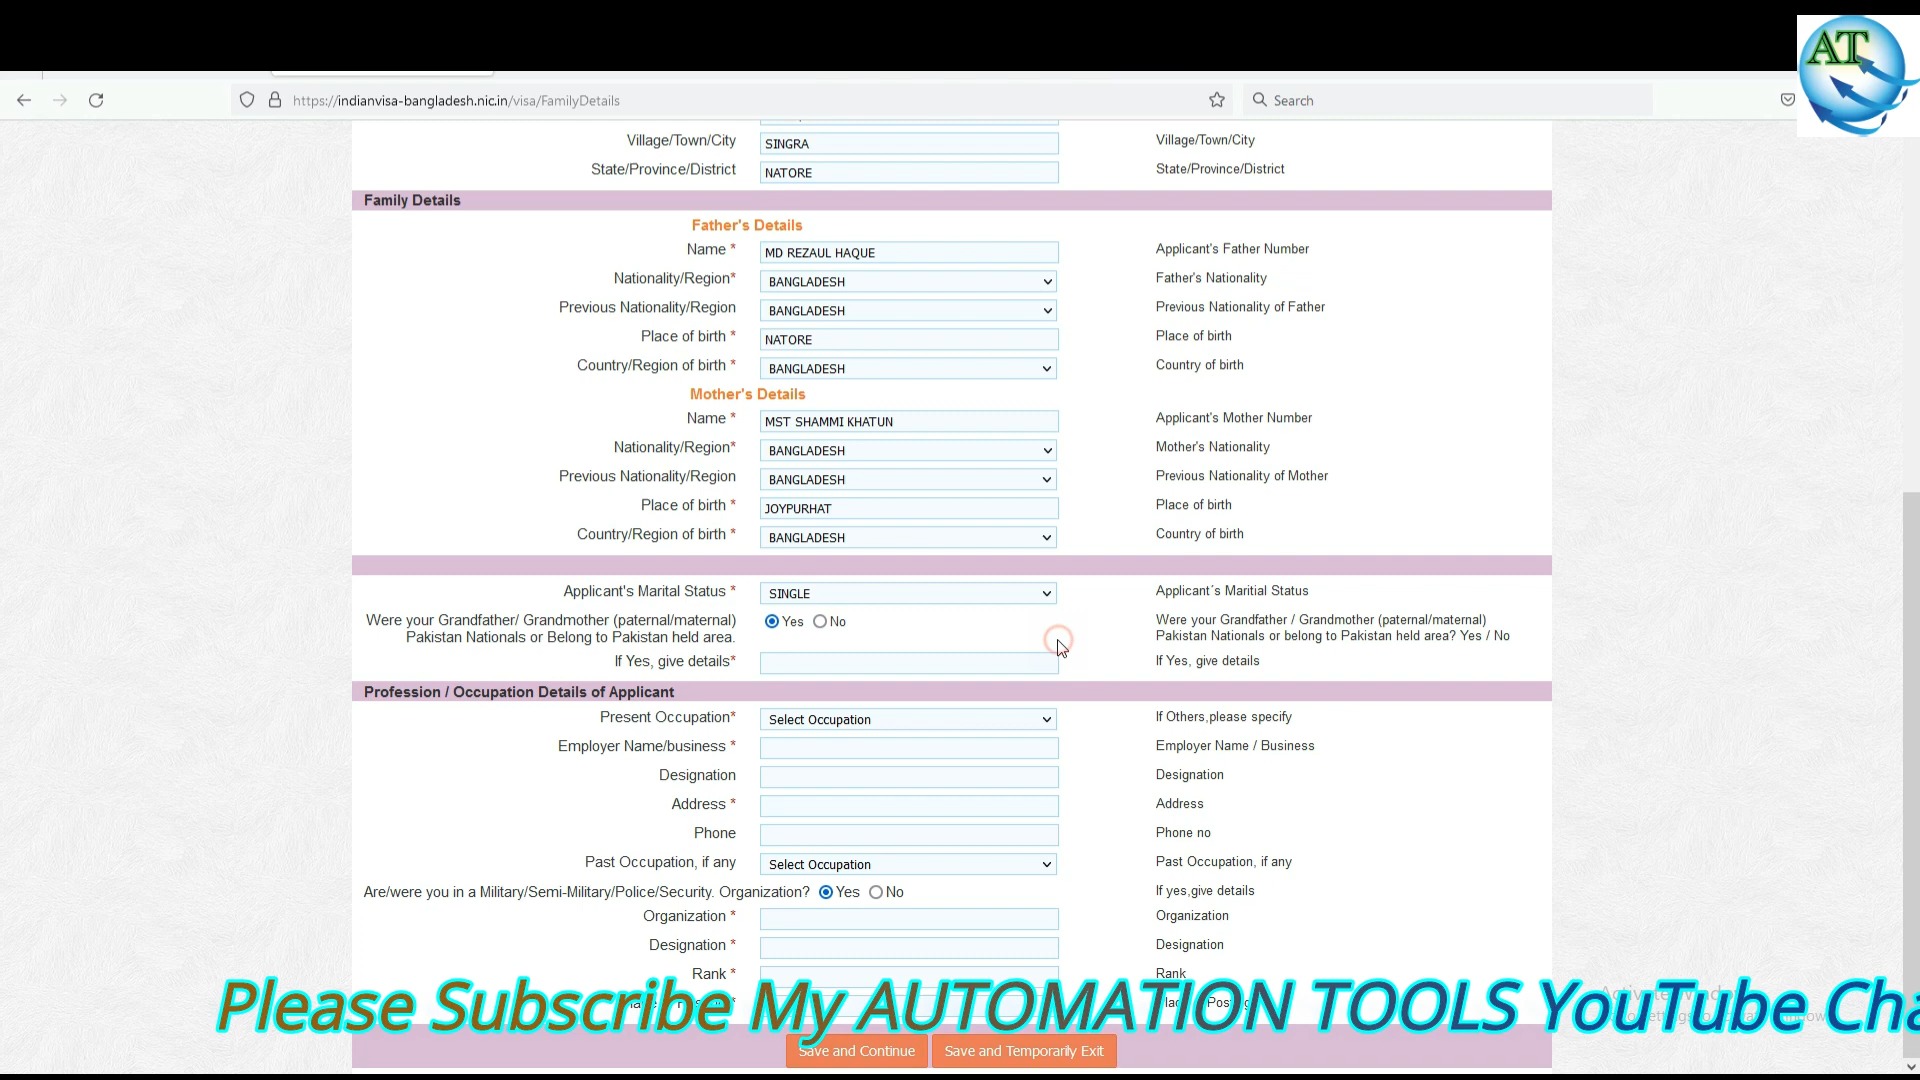 AT
https://indianvisa-bangladesh.nic.in/visa/FamilyDetails
Search
Village/Town/City SINGRA Village/Town/City
State/Province/District NATORE State/Province/District
Family Details
Father's Details
Name * MD REZAUL HAQUE Applicant's Father Number
Nationality/Region* BANGLADESH Father's Nationality
Previous Nationality/Region BANGLADESH Previous Nationality of Father
Place of birth * NATORE Place of birth
Country/Region of birth * BANGLADESH Country of birth
Mother's Details
Name * MST SHAMMI KHATUN Applicant's Mother Number
Nationality/Region* BANGLADESH Mother's Nationality
Previous Nationality/Region BANGLADESH Previous Nationality of Mother
Place of birth * JOYPURHAT Place of birth
Country/Region of birth * BANGLADESH Country of birth
Applicant's Marital Status * SINGLE Applicant´s Maritial Status
Were your Grandfather/ Grandmother (paternal/maternal) Yes No Were your Grandfather / Grandmother (paternal/maternal)
Pakistan Nationals or Belong to Pakistan held area. Pakistan Nationals or belong to Pakistan held area? Yes / No
If Yes, give details* If Yes, give details
Profession / Occupation Details of Applicant
Present Occupation* Select Occupation If Others,please specify
Employer Name/business * Employer Name / Business
Designation Designation
Address * Address
Phone Phone no
Past Occupation, if any Select Occupation Past Occupation, if any
Are/were you in a Military/Semi-Military/Police/Security. Organization? Yes No If yes,give details
Organization * Organization
Designation * Designation
Rank * Rank
Please Subscribe My AUTOMATION TOOLS YouTube Cha
Save and Continue Save and Temporarily Exit